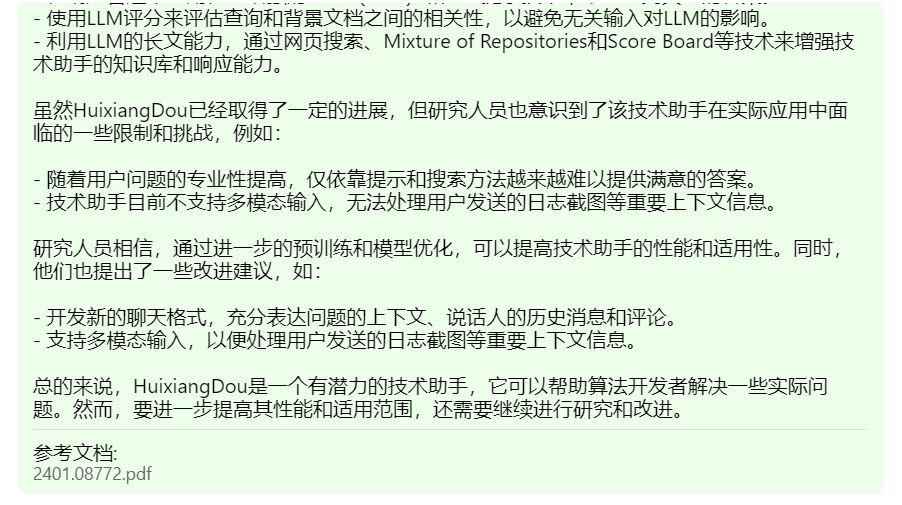 - 使用LLM评分来评估查询和背景文档之间的相关性，以避免无关输入对LLM的影响。
- 利用LLM的长文能力，通过网页搜索、Mixture of Repositories和Score Board等技术来增强技
术助手的知识库和响应能力。
虽然HuixiangDou已经取得了一定的进展，但研究人员也意识到了该技术助手在实际应用中面
临的一些限制和挑战，例如：
- 随着用户问题的专业性提高，仅依靠提示和搜索方法越来越难以提供满意的答案。
- 技术助手目前不支持多模态输入，无法处理用户发送的日志截图等重要上下文信息。
研究人员相信，通过进一步的预训练和模型优化，可以提高技术助手的性能和适用性。同时，
他们也提出了一些改进建议，如：
- 开发新的聊天格式，充分表达问题的上下文、说话人的历史消息和评论。
- 支持多模态输入，以便处理用户发送的日志截图等重要上下文信息。
总的来说，HuixiangDou是一个有潜力的技术助手，它可以帮助算法开发者解决一些实际问
题。然而，要进一步提高其性能和适用范围，还需要继续进行研究和改进。
参考文档:
2401.08772.pdf